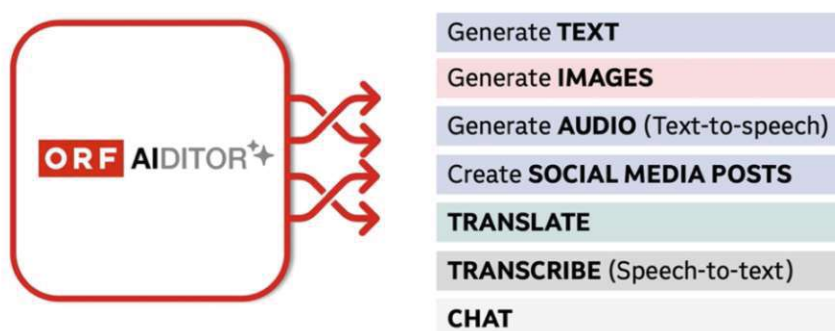 ORF AIDITOR
Generate TEXT
Generate IMAGES
Generate AUDIO (Text-to-speech)
Create SOCIAL MEDIA POSTS
TRANSLATE
TRANSCRIBE (Speech-to-text)
CHAT